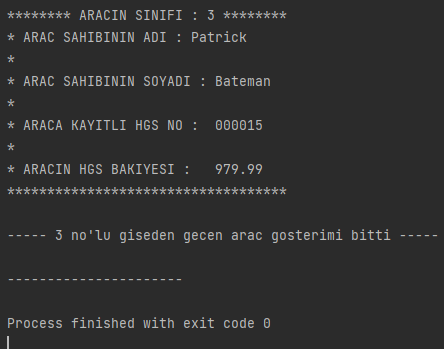 ******** ARACIN SINIFI : 3 ********
* ARAC SAHIBININ ADI : Patrick
*
* ARAC SAHIBININ SOYADI : Bateman
*
* ARACA KAYITLI HGS NO :  000015
*
* ARACIN HGS BAKIYESI :   979.99
***********************************
----- 3 no'lu giseden gecen arac gosterimi bitti -----
----------------------
Process finished with exit code 0